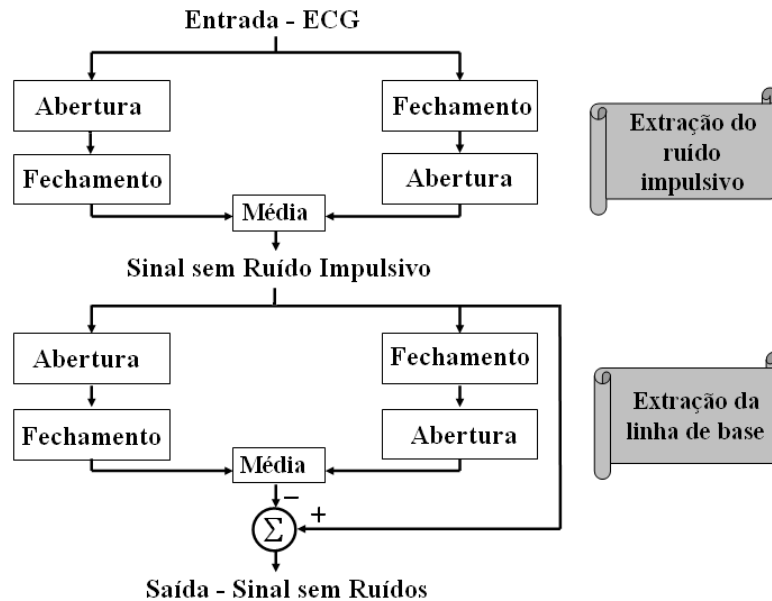 Entrada - ECG
Abertura
Fechamento
Fechamento
Abertura
Média
Extração do
ruído
impulsivo
Sinal sem Ruído Impulsivo
Abertura
Fechamento
Fechamento
Abertura
Média
Extração da
linha de base
−
+
Σ
Saída - Sinal sem Ruídos